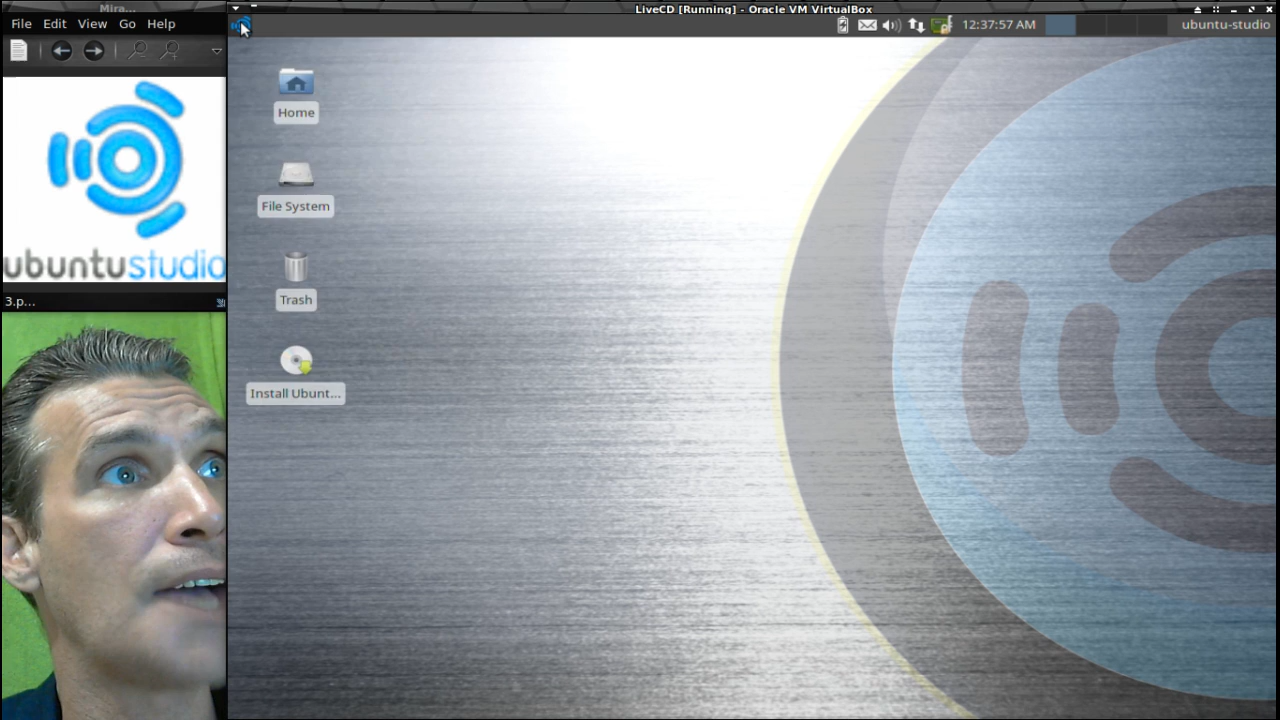 Mira...
LiveCD [Running] - Oracle VM VirtualBox
File Edit View Go Help
12:37:57 AM
ubuntu-studio
Home
File System
Trash
Install Ubunt...
ubuntustudio
3.p...